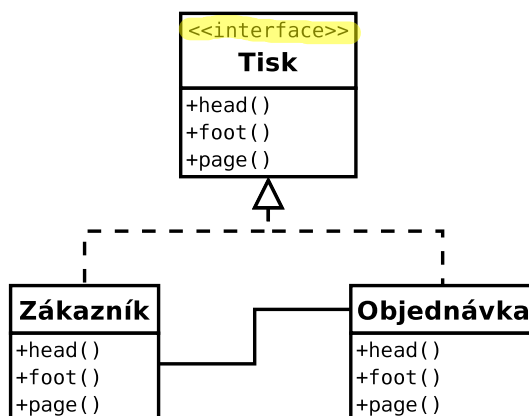 <<interface>>
Tisk
+head()
+foot()
+page()
Zákazník
+head()
+foot()
+page()
Objednávka
+head()
+foot()
+page()